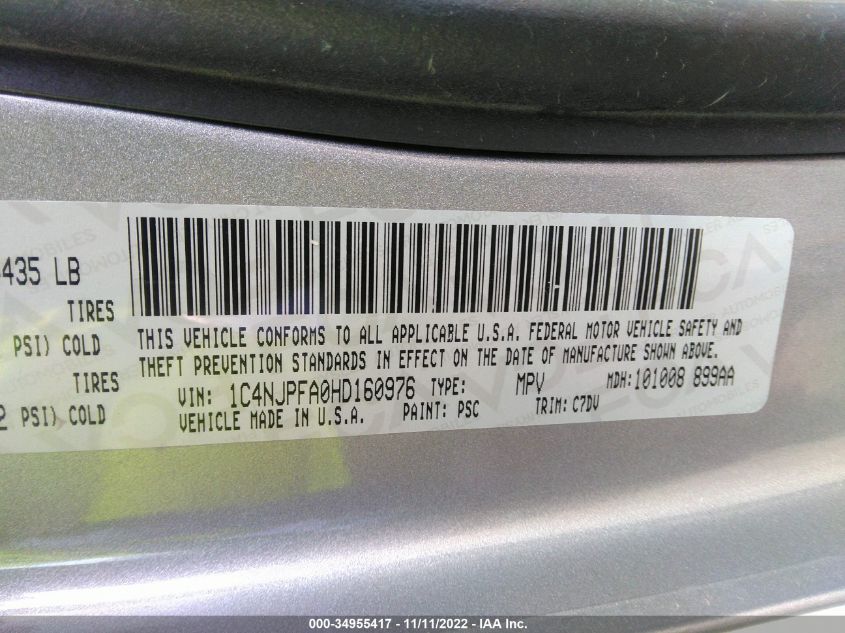 435 LB
TIRES
PSI) COLD
TIRES
2 PSI) COLD
THIS VEHICLE CONFORMS TO ALL APPLICABLE U.S.A. FEDERAL MOTOR VEHICLE SAFETY AND
THEFT PREVENTION STANDARDS IN EFFECT ON THE DATE OF MANUFACTURE SHOWN ABOVE.
VIN: 1C4NJPFA0HD160976 TYPE: MPV MDH: 101008 899AA
VEHICLE MADE IN U.S.A. PAINT: PSC TRIM: C7DV
000-34955417 - 11/11/2022 - IAA Inc.